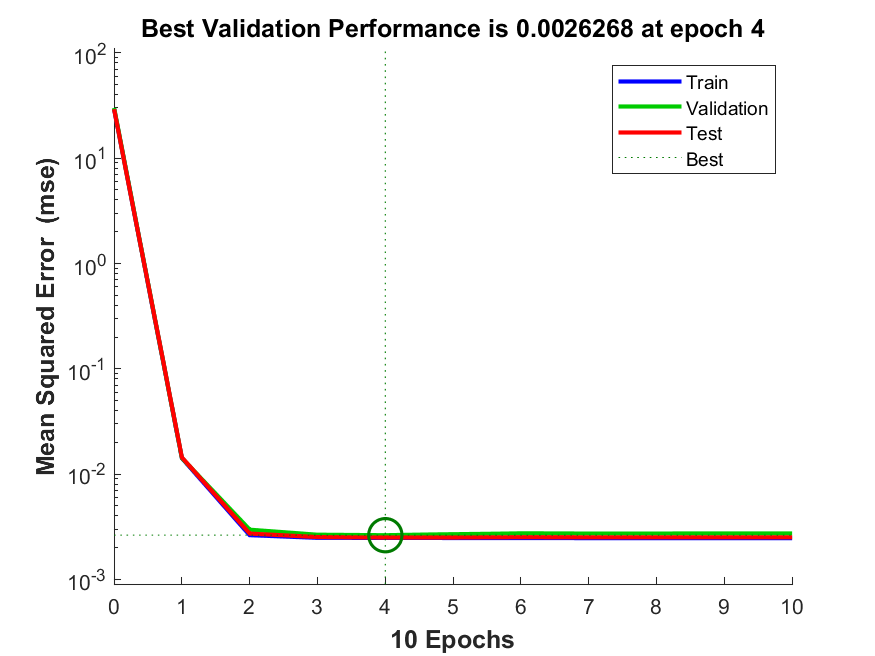 Best Validation Performance is 0.0026268 at epoch 4
Mean Squared Error (mse)
10^2
10^1
10^0
10^-1
10^-2
10^-3
Train
Validation
Test
Best
0 1 2 3 4 5 6 7 8 9 10
10 Epochs